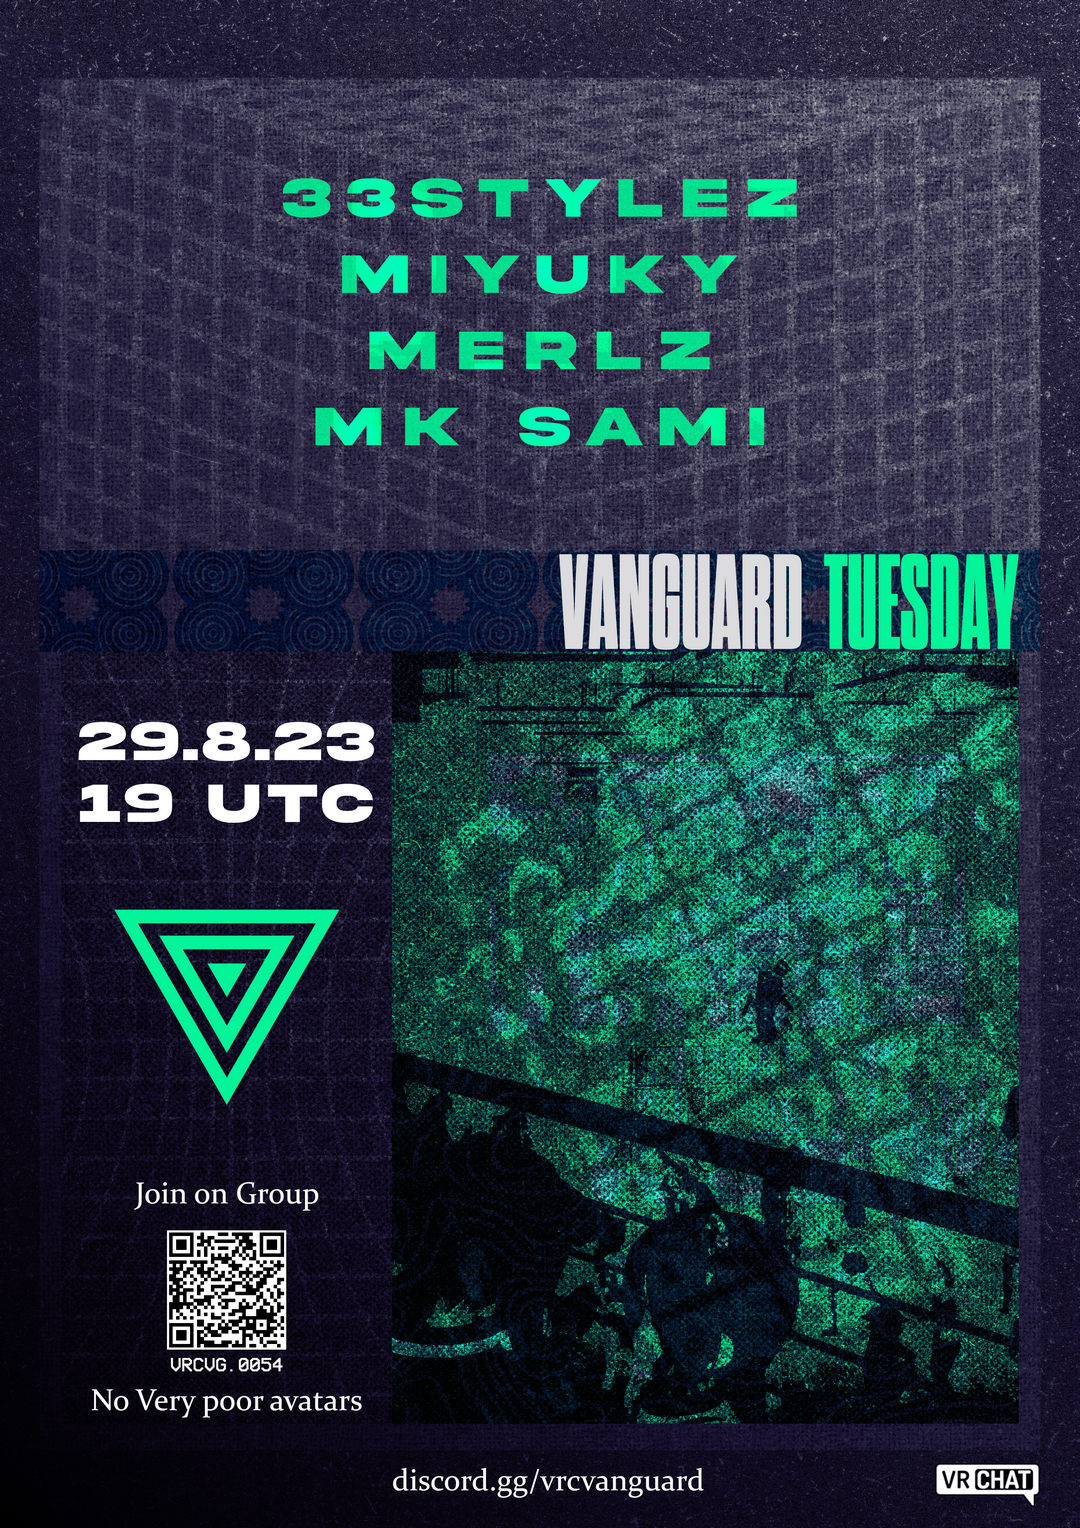 33STYLEZ
MIYUKY
MERLZ
MK SAMI
VANGUARD TUESDAY
29.8.23
19 UTC
Join on Group
VRCVG.0054
No Very poor avatars
discord.gg/vrcvanguard
VR CHAT